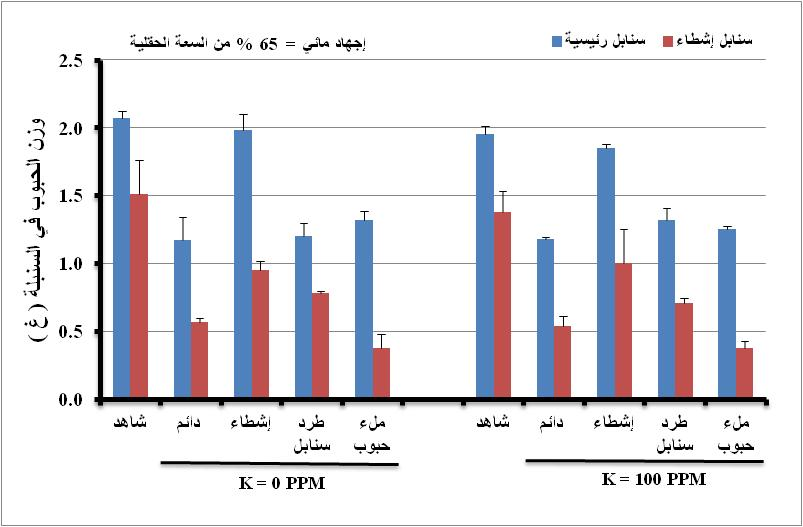 إجهاد مائي = 65 % من السعة الحقلية
سنابل رئيسية
سنابل إشطاء
وزن الحبوب في السنبلة ( غ )
2.5
2.0
1.5
1.0
0.5
0.0
شاهد
دائم
إشطاء
طرد
سنابل
ملء
حبوب
شاهد
دائم
إشطاء
طرد
سنابل
ملء
حبوب
K = 0 PPM
K = 100 PPM